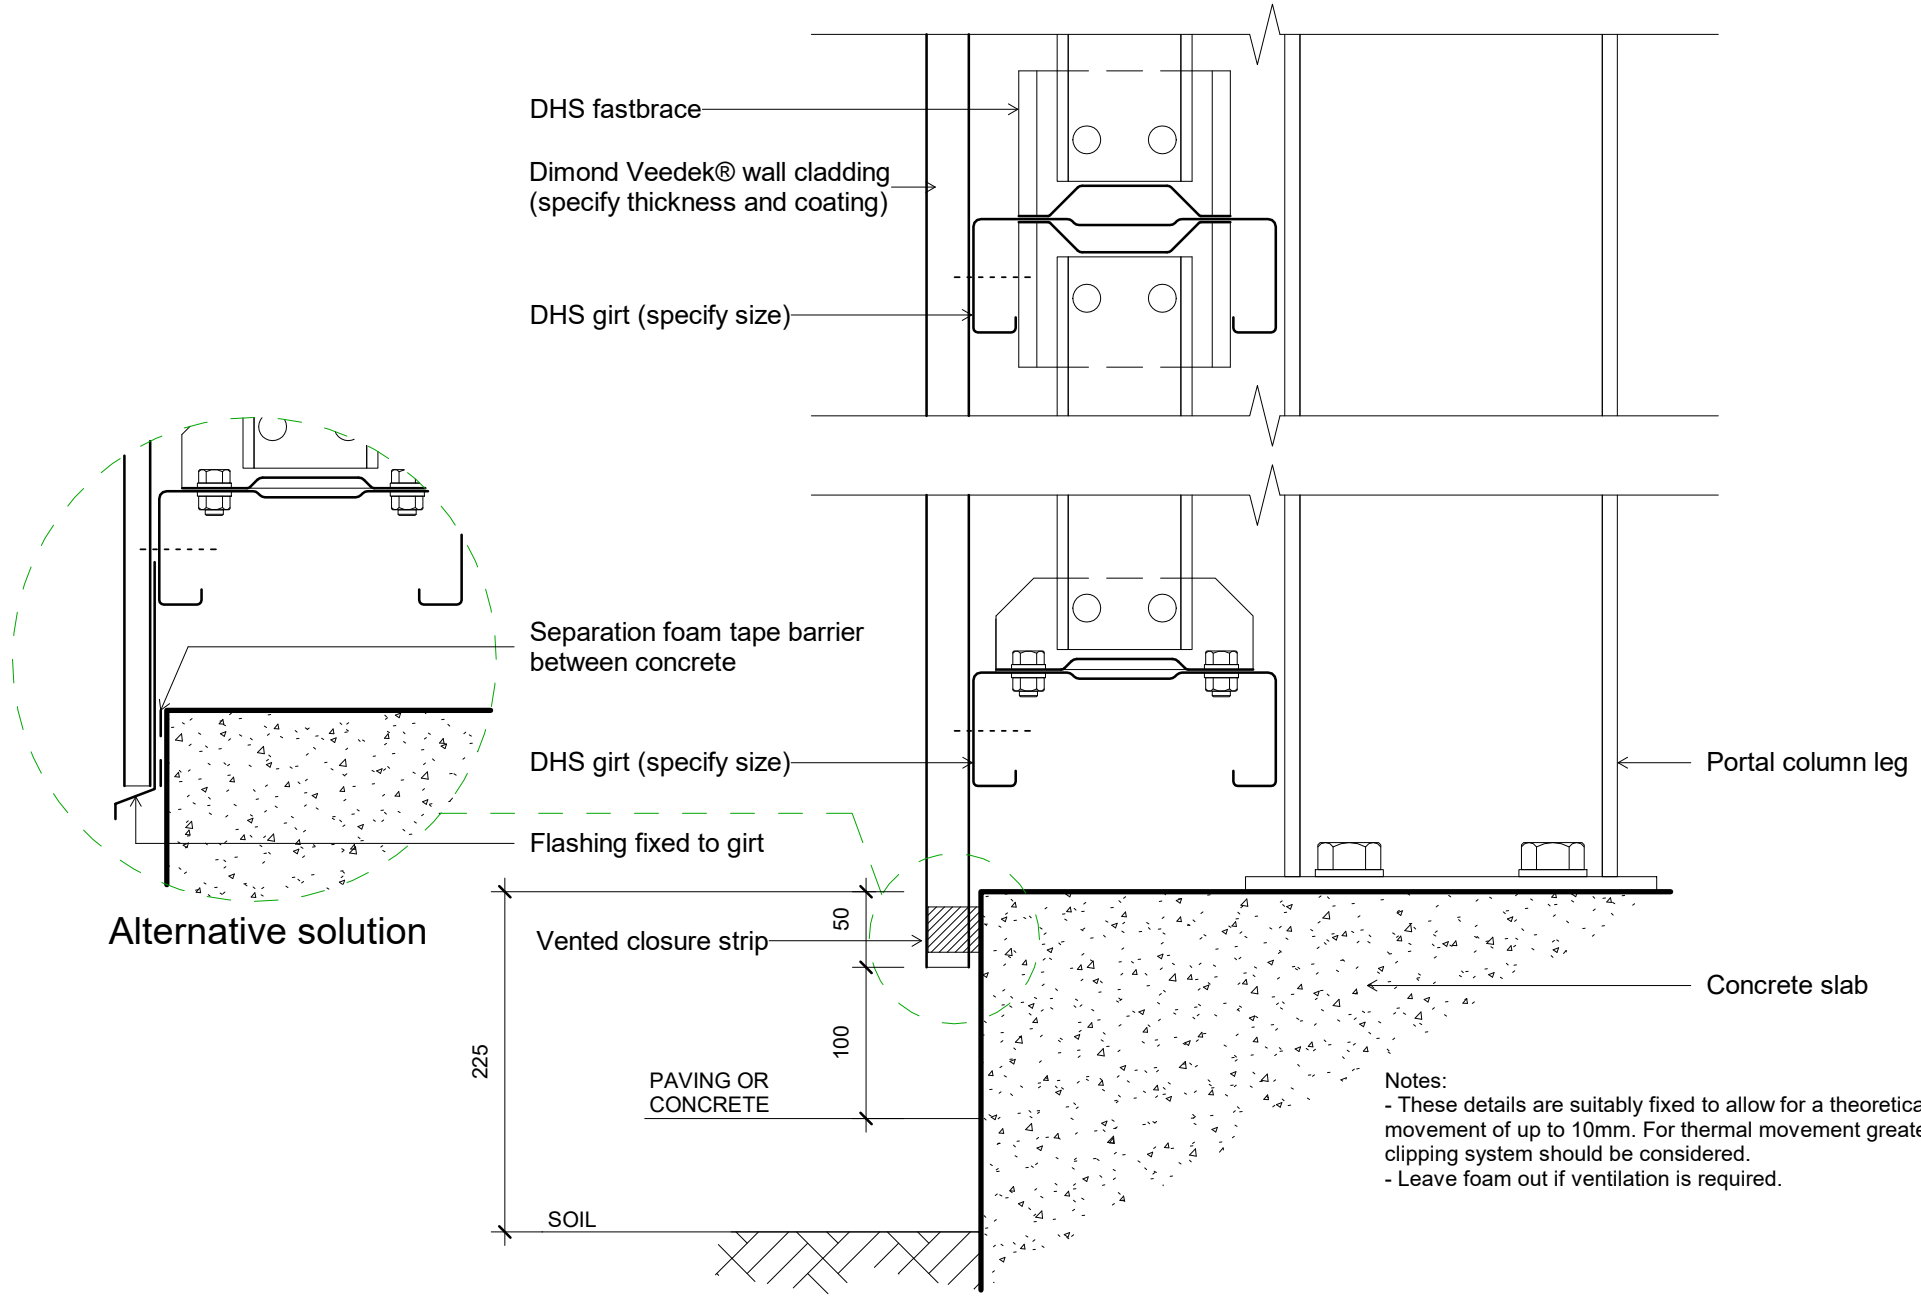 DHS fastbrace
Dimond Veedek® wall cladding
(specify thickness and coating)
DHS girt (specify size)
Separation foam tape barrier
between concrete
DHS girt (specify size)
Portal column leg
Flashing fixed to girt
Alternative solution
Vented closure strip
50
100
225
Concrete slab
PAVING OR
CONCRETE
SOIL
Notes:
- These details are suitably fixed to allow for a
movement of up to 10mm. For thermal movement
clipping system should be considered.
- Leave foam out if ventilation is required.